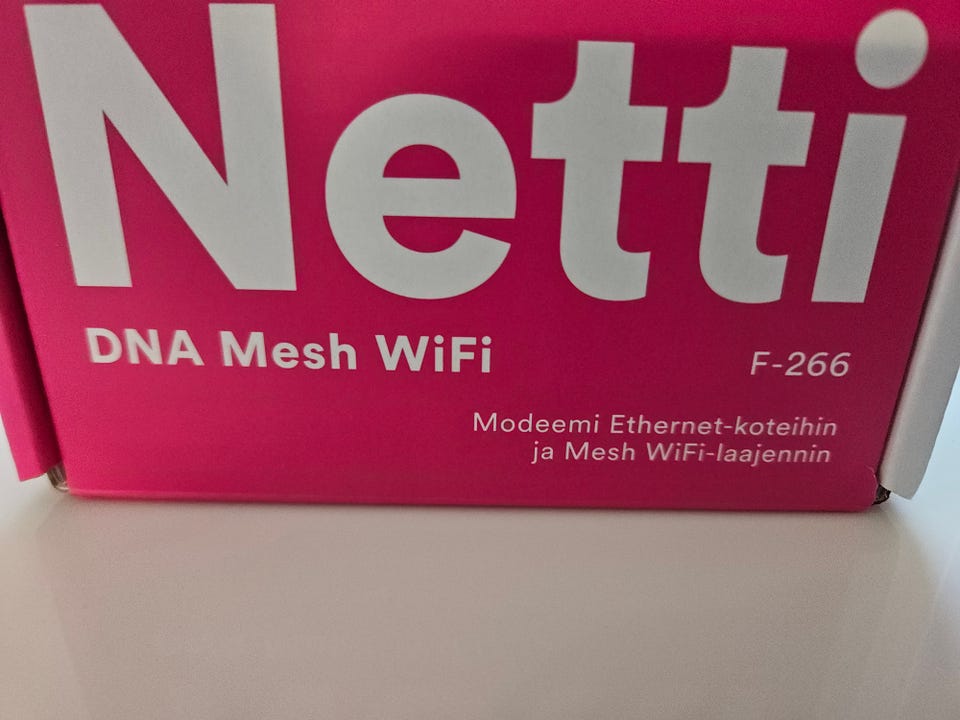 Netti
DNA Mesh WiFi
F-266
Modeemi Ethernet-koteihin
ja Mesh WiFi-laajennin